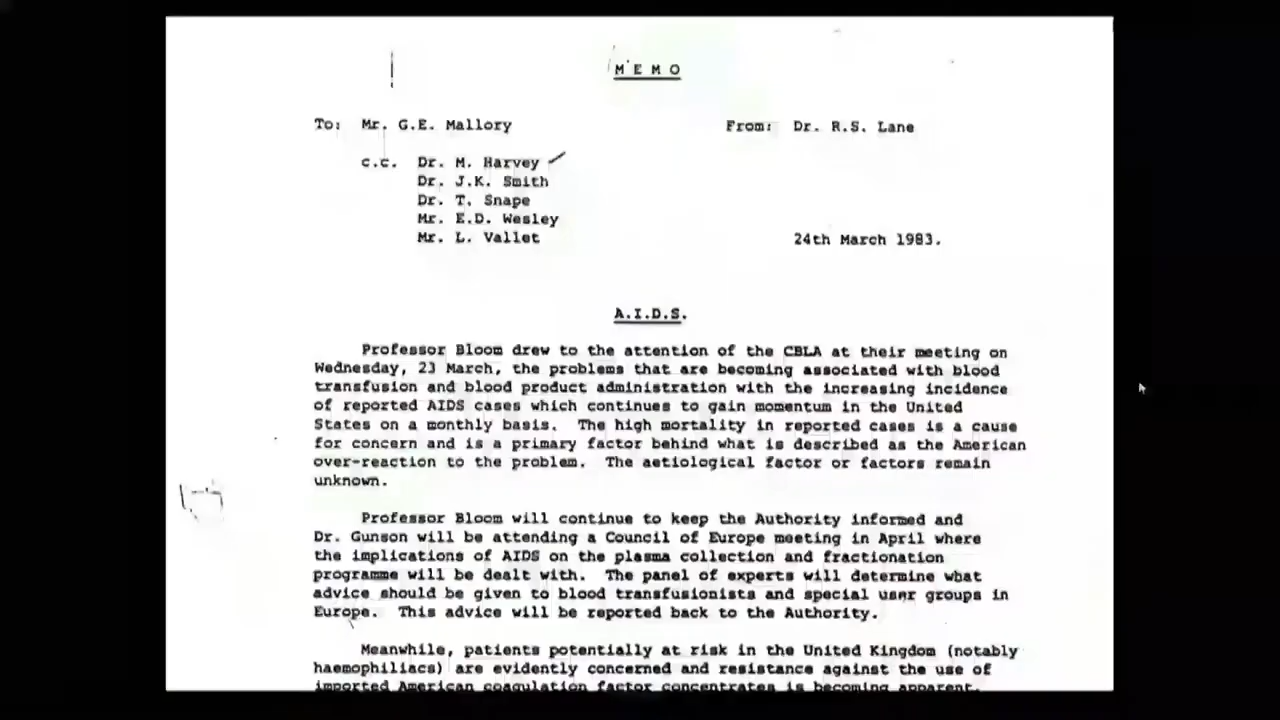 M E M O
To: Mr. G.E. Mallory
From: Dr. R.S. Lane
c.c. Dr. M. Harvey
Dr. J.K. Smith
Dr. T. Snape
Mr. E.D. Wesley
Mr. L. Vallet
24th March 1983.
A.I.D.S.
Professor Bloom drew to the attention of the CBLA at their meeting on
Wednesday, 23 March, the problems that are becoming associated with blood
transfusion and blood product administration with the increasing incidence
of reported AIDS cases which continues to gain momentum in the United
States on a monthly basis. The high mortality in reported cases is a cause
for concern and is a primary factor behind what is described as the American
over-reaction to the problem. The aetiological factor or factors remain
unknown.
Professor Bloom will continue to keep the Authority informed and
Dr. Gunson will be attending a Council of Europe meeting in April where
the implications of AIDS on the plasma collection and fractionation
programme will be dealt with. The panel of experts will determine what
advice should be given to blood transfusionists and special user groups in
Europe. This advice will be reported back to the Authority.
Meanwhile, patients potentially at risk in the United Kingdom (notably
haemophiliacs) are evidently concerned and resistance against the use of
imported American coagulation factor concentrates is becoming apparent.